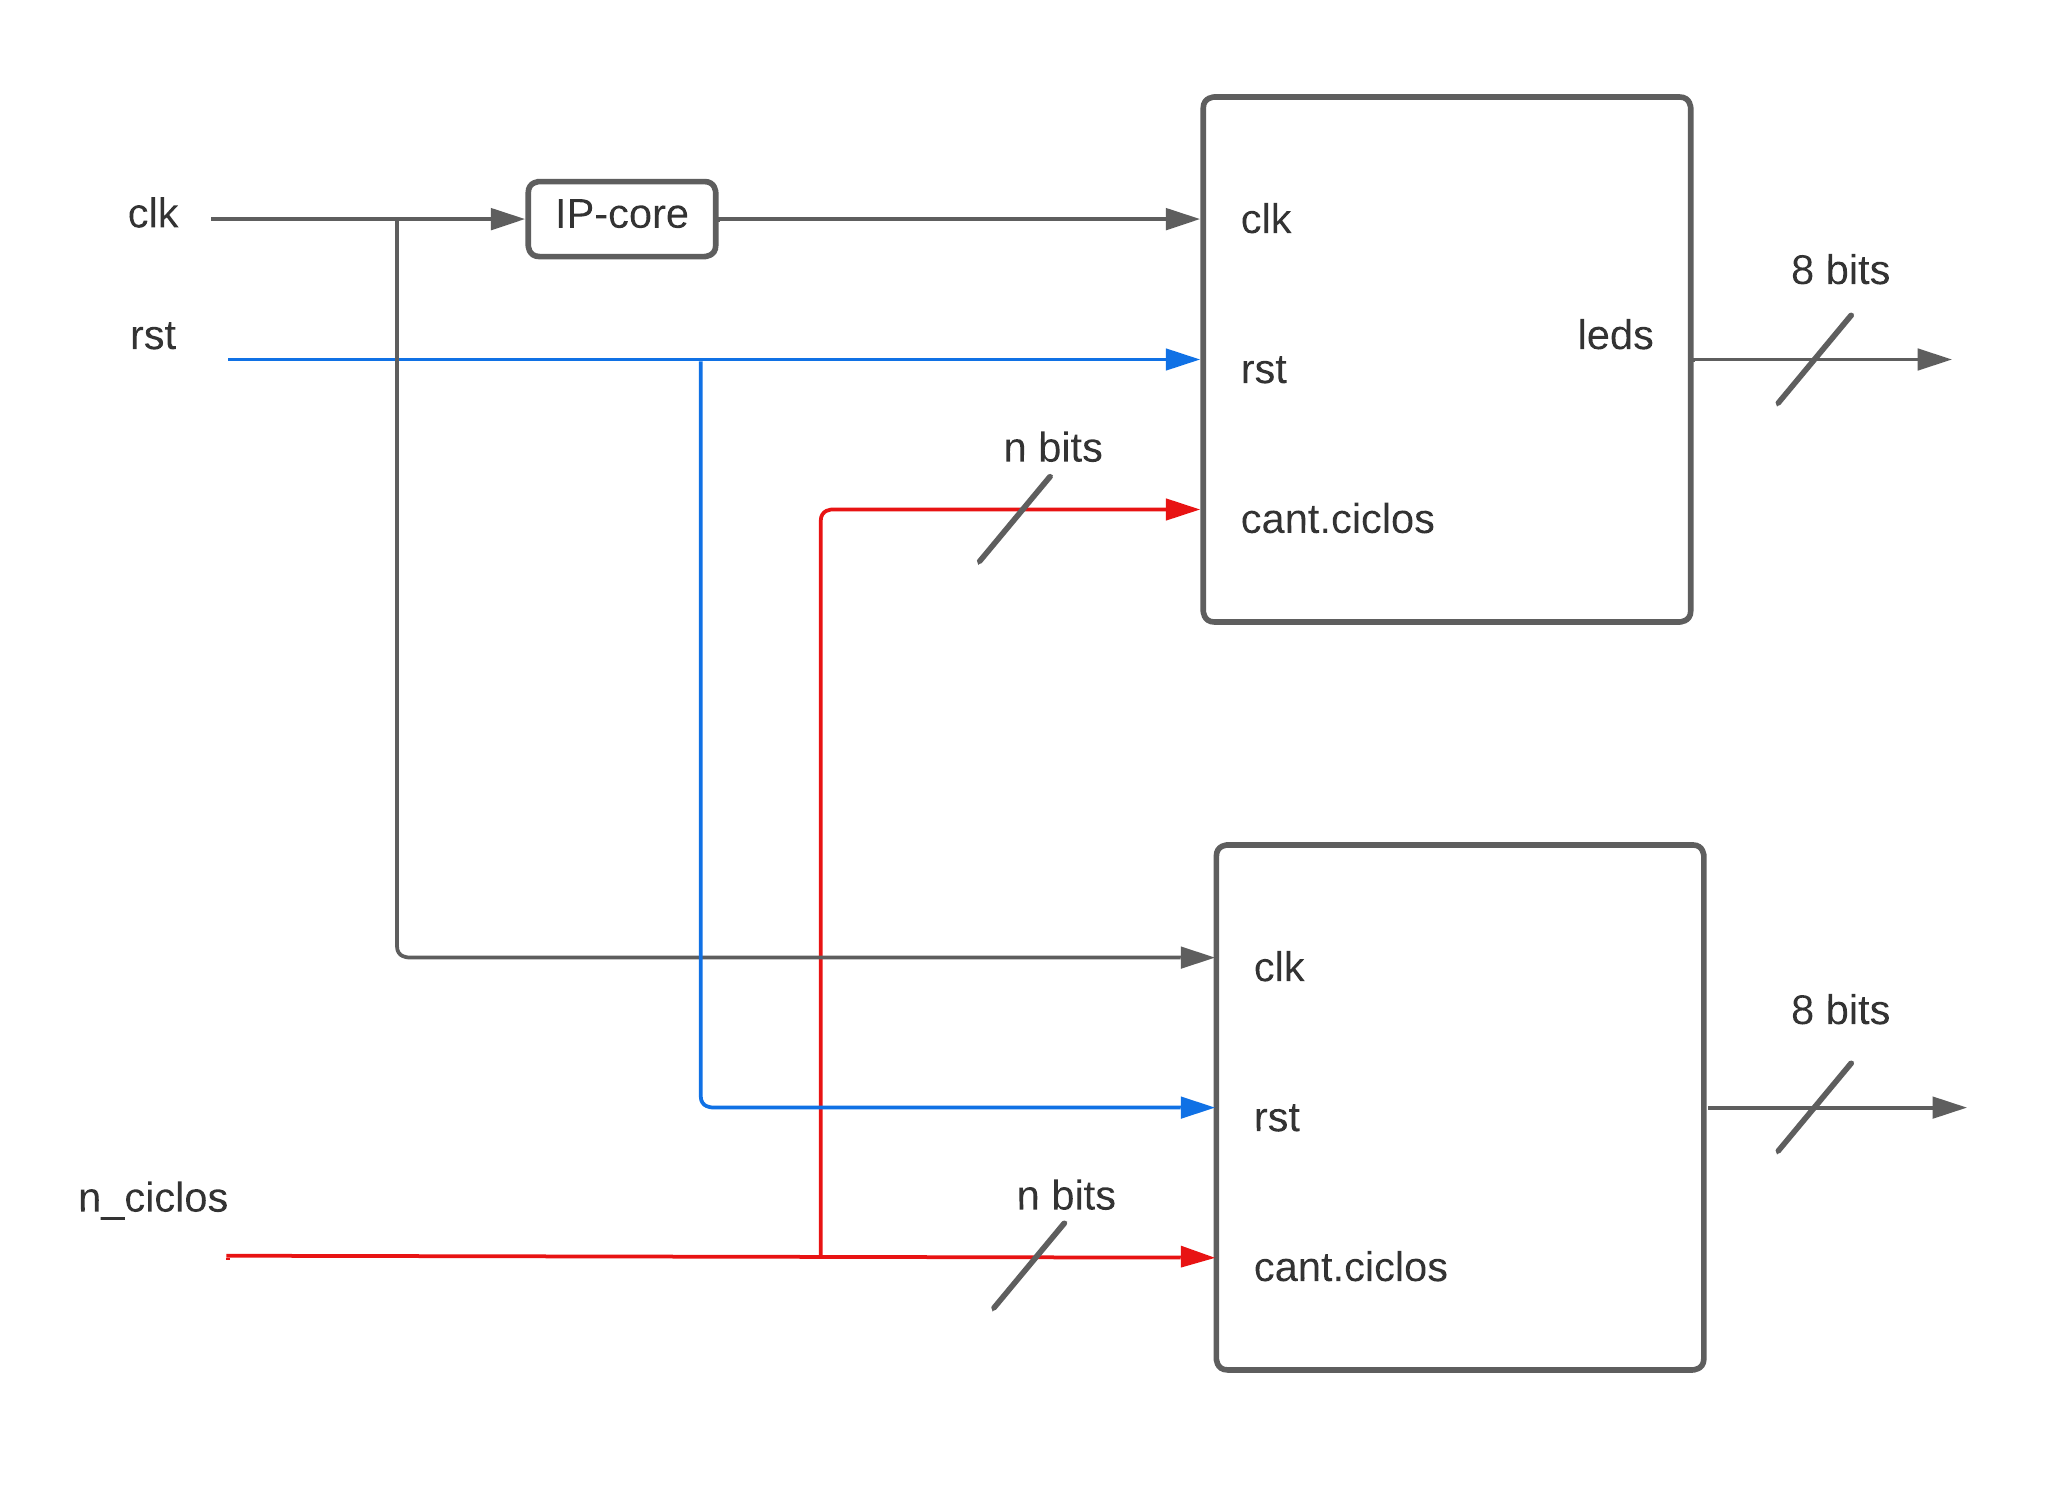 clk
IP-core
clk
8 bits
rst
leds
rst
n bits
cant.ciclos
clk
8 bits
rst
n_ciclos
n bits
cant.ciclos